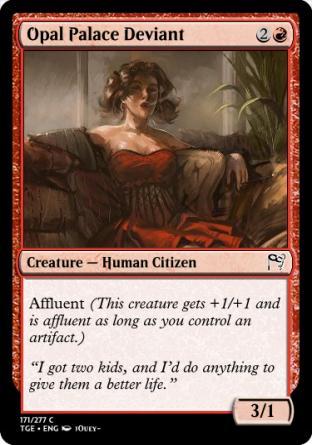 Opal Palace Deviant 2
Creature — Human Citizen
Affluent (This creature gets +1/+1 and
is affluent as long as you control an
artifact.)
"I got two kids, and I'd do anything to
give them a better life."
171/277 C
TGE • ENG 1OUEY~
3/1